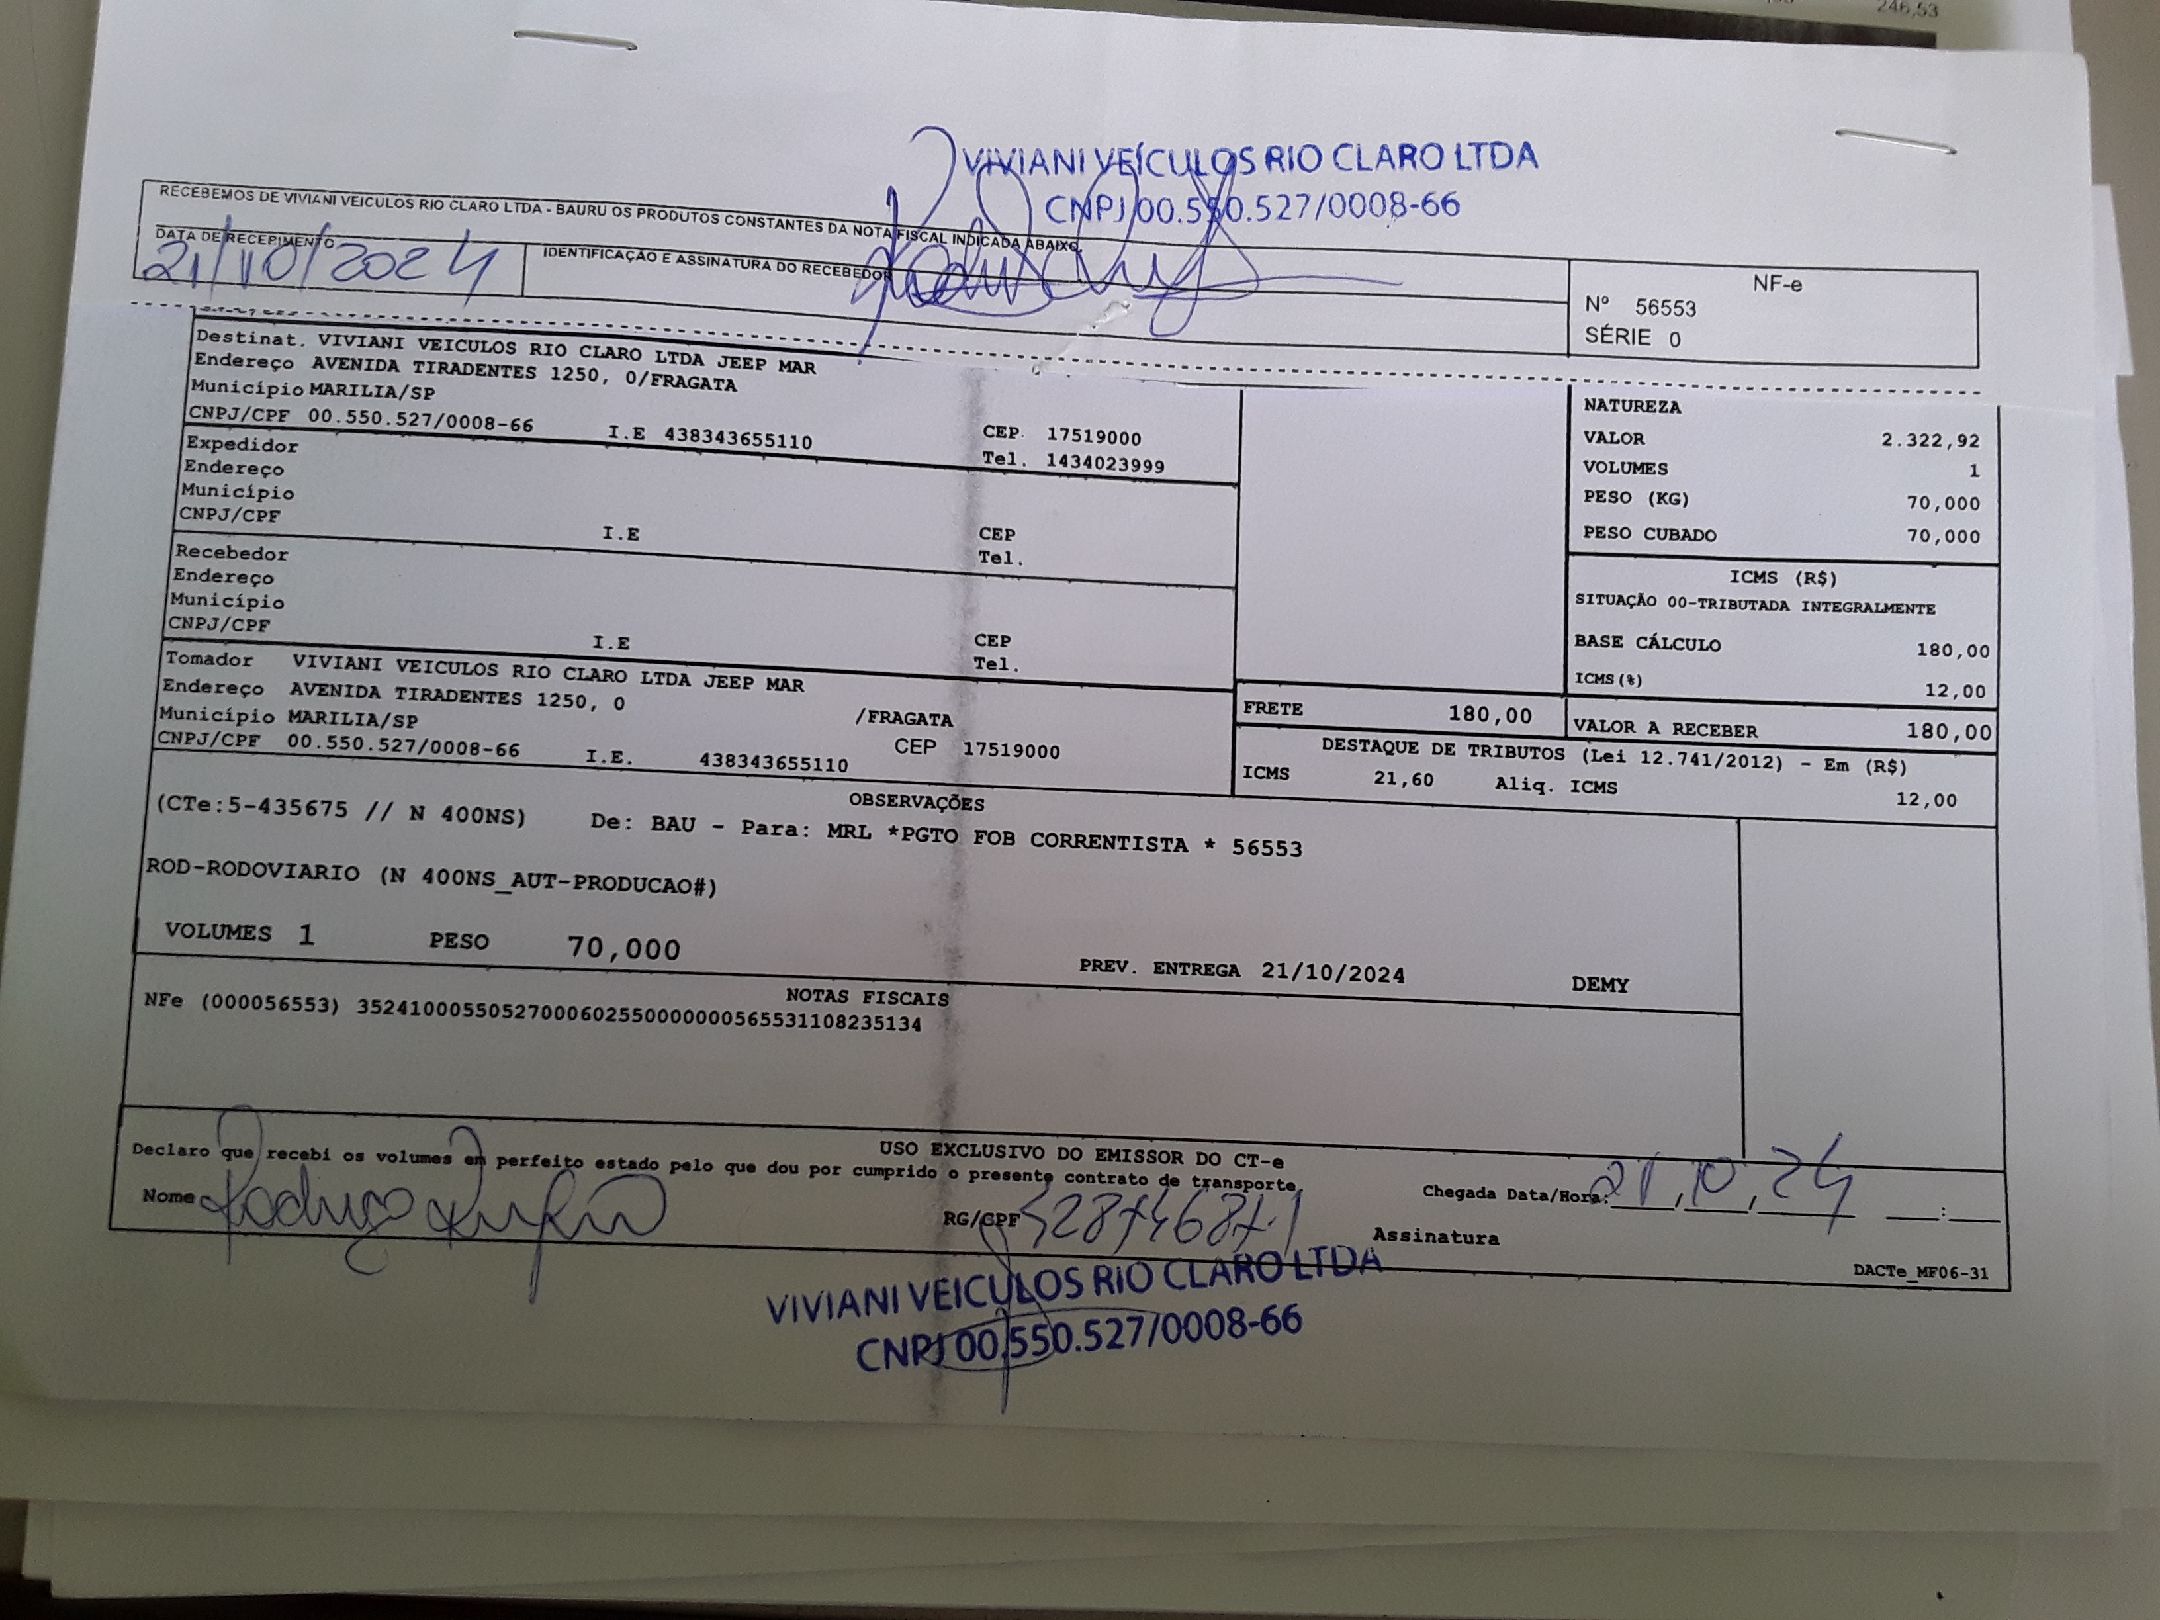 246,53
VIVIANI VEÍCULOS RIO CLARO LTDA
CNPJ 00.550.527/0008-66
RECEBEMOS DE VIVIANI VEICULOS RIO CLARO LTDA - BAURU OS PRODUTOS CONSTANTES DA NOTA FISCAL INDICADA ABAIXO.
DATA DE RECEPIMENTO
21/10/2024
IDENTIFICAÇÃO E ASSINATURA DO RECEBEDOR
NF-e
Nº 56553
SÉRIE 0
Destinat. VIVIANI VEICULOS RIO CLARO LTDA JEEP MAR
Endereço AVENIDA TIRADENTES 1250, 0/FRAGATA
Município MARILIA/SP
CNPJ/CPF 00.550.527/0008-66 I.E 438343655110
CEP. 17519000
Tel. 1434023999
Expedidor
Endereço
Município
CNPJ/CPF I.E CEP
Tel.
Recebedor
Endereço
Município
CNPJ/CPF I.E CEP
Tel.
Tomador VIVIANI VEICULOS RIO CLARO LTDA JEEP MAR
Endereço AVENIDA TIRADENTES 1250, 0 /FRAGATA
Município MARILIA/SP CEP 17519000
CNPJ/CPF 00.550.527/0008-66 I.E. 438343655110
NATUREZA
VALOR 2.322,92
VOLUMES 1
PESO (KG) 70,000
PESO CUBADO 70,000
ICMS (R$)
SITUAÇÃO 00-TRIBUTADA INTEGRALMENTE
BASE CÁLCULO 180,00
ICMS(%) 12,00
FRETE 180,00 VALOR A RECEBER 180,00
DESTAQUE DE TRIBUTOS (Lei 12.741/2012) - Em (R$)
ICMS 21,60 Aliq. ICMS 12,00
OBSERVAÇÕES
(CTe:5-435675 // N 400NS) De: BAU - Para: MRL *PGTO FOB CORRENTISTA * 56553
ROD-RODOVIARIO (N 400NS_AUT-PRODUCAO#)
VOLUMES 1 PESO 70,000 PREV. ENTREGA 21/10/2024 DEMY
NOTAS FISCAIS
NFe (000056553) 35241000550527000602550000000565531108235134
USO EXCLUSIVO DO EMISSOR DO CT-e
Declaro que recebi os volumes em perfeito estado pelo que dou por cumprido o presente contrato de transporte.
Nome Rodrigo
RG/CPF
Chegada Data/Hora: 21,10,24 :
Assinatura
DACTe_MF06-31
VIVIANI VEICULOS RIO CLARO LTDA
CNPJ 00.550.527/0008-66